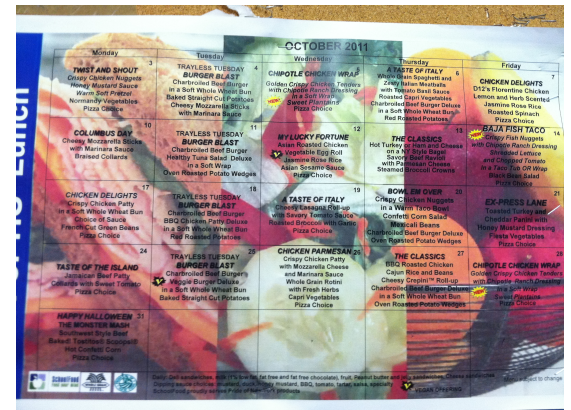 Lunch
OCTOBER 2011
Monday
Tuesday
Thursday
Friday
3
TWIST AND SHOUT
Crispy Chicken Nuggets
Honey Mustard Sauce
Warm Soft Pretzel
Normandy Vegetables
Pizza Choice
4
TRAYLESS TUESDAY
BURGER BLAST
Charbroiled Beef Burger
in a Soft Whole Wheat Bun
Baked Straight Cut Potatoes
Cheesy Mozzarella Sticks
with Marinara Sauce
CHIPOTLE CHICKEN WRAP
Golden Crispy Chicken Tenders
with Chipotle Ranch Dressing
in a Soft Wrap
Sweet Plantains
Pizza Choice
6
A TASTE OF ITALY
Whole Grain Spaghetti and
Zesty Italian Meatballs
with Tomato Basil Sauce
Roasted Capri Vegetables
Charbroiled Beef Burger Deluxe
in a Soft Whole Wheat Bun
Red Roasted Potatoes
7
CHICKEN DELIGHTS
D12's Florentine Chicken
Lemon and Herb Scented
Jasmine Rose Rice
Roasted Spinach
Pizza Choice
10
COLUMBUS DAY
Cheesy Mozzarella Sticks
with Marinara Sauce
Braised Collards
11
TRAYLESS TUESDAY
BURGER BLAST
Charbroiled Beef Burger
Healthy Tuna Salad Deluxe
in a Soft Wrap
Oven Roasted Potato Wedges
12
MY LUCKY FORTUNE
Asian Roasted Chicken
Vegetable Egg Roll
Jasmine Rose Rice
Asian Sesame Sauce
Pizza Choice
13
THE CLASSICS
Hot Turkey or Ham and Cheese
on a NY Style Bagel
Savory Beef Ravioli
with Parmesan Cheese
Steamed Broccoli Crowns
14
BAJA FISH TACO
Crispy Fish Nuggets
with Chipotle Ranch Dressing
Shredded Lettuce
and Chopped Tomato
in a Taco Soft OR Wrap
Black Bean Salad
Pizza Choice
17
CHICKEN DELIGHTS
Crispy Chicken Patty
in a Soft Whole Wheat Bun
Choice of Sauce
French Cut Green Beans
Pizza Choice
18
TRAYLESS TUESDAY
BURGER BLAST
Charbroiled Beef Burger
BBQ Chicken Patty Deluxe
in a Soft Whole Wheat Bun
Red Roasted Potatoes
19
A TASTE OF ITALY
Cheesy Lasagna Roll-up
with Savory Tomato Sauce
Roasted Broccoli with Garlic
Pizza Choice
20
BOWL EM OVER
Crispy Chicken Nuggets
in a Warm Taco Bowl
Confetti Corn Salad
Mexicali Beans
Charbroiled Beef Burger Deluxe
in a Soft Whole Wheat Bun
Oven Roasted Potato Wedges
21
EX-PRESS LANE
Toasted Turkey and
Cheddar Panini with
Honey Mustard Dressing
Fiesta Vegetables
Pizza Choice
24
TASTE OF THE ISLAND
Jamaican Beef Patty
Collards with Sweet Tomato
Pizza Choice
25
TRAYLESS TUESDAY
BURGER BLAST
Charbroiled Beef Burger
Veggie Burger Deluxe
in a Soft Whole Wheat Bun
Baked Straight Cut Potatoes
26
CHICKEN PARMESAN
Crispy Chicken Patty
with Mozzarella Cheese
and Marinara Sauce
Whole Grain Rotini
with Fresh Herbs
Capri Vegetables
Pizza Choice
27
THE CLASSICS
BBQ Roasted Chicken
Cajun Rice and Beans
Cheesy Crepini™ Roll-up
Charbroiled Beef Burger Deluxe
in a Soft Whole Wheat Bun
Oven Roasted Potato Wedges
28
CHIPOTLE CHICKEN WRAP
Golden Crispy Chicken Tenders
with Chipotle Ranch Dressing
in a Soft Wrap
Sweet Plantains
Pizza Choice
31
HAPPY HALLOWEEN
THE MONSTER MASH
Southwest Style Beef
Baked! Tostitos® Scoops!®
Hot Confetti Corn
Pizza Choice
SchoolFood